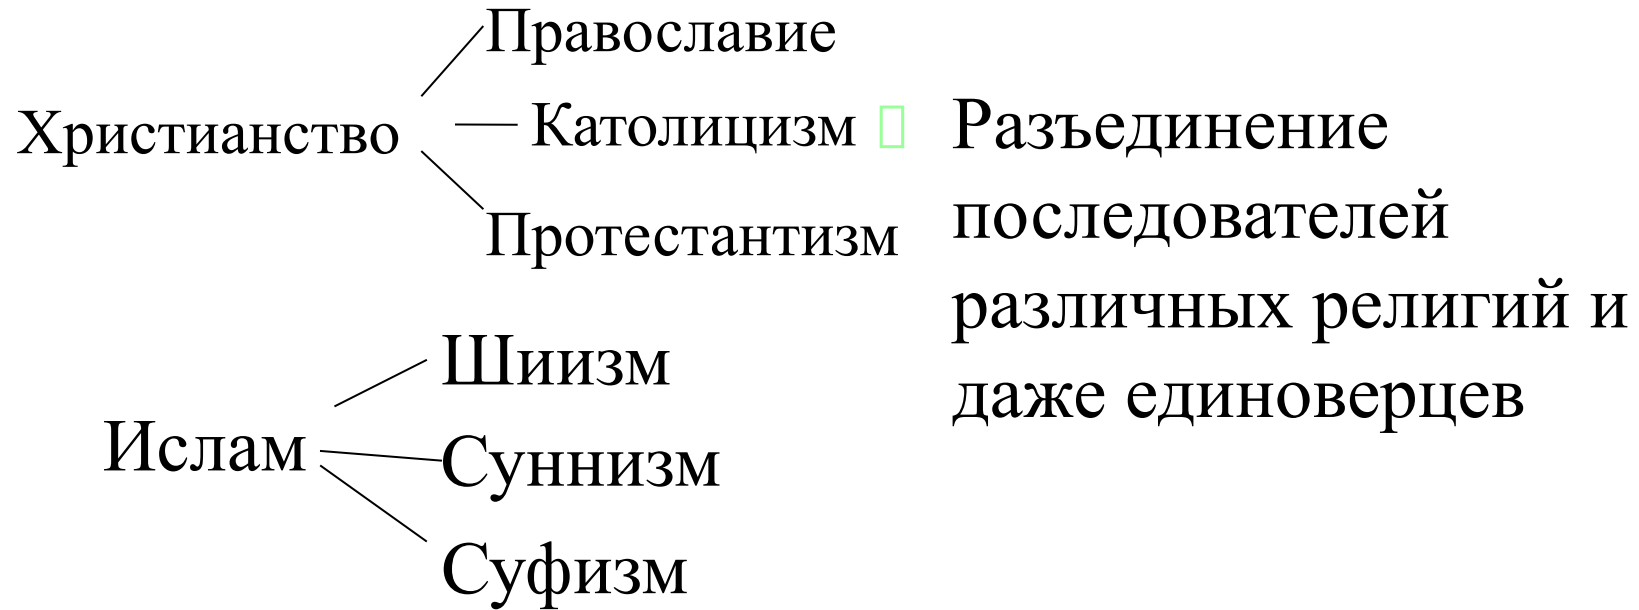 Православие
Христианство
Католицизм
Протестантизм
Разъединение
последователей
различных религий и
даже единоверцев
Шиизм
Ислам
Суннизм
Суфизм